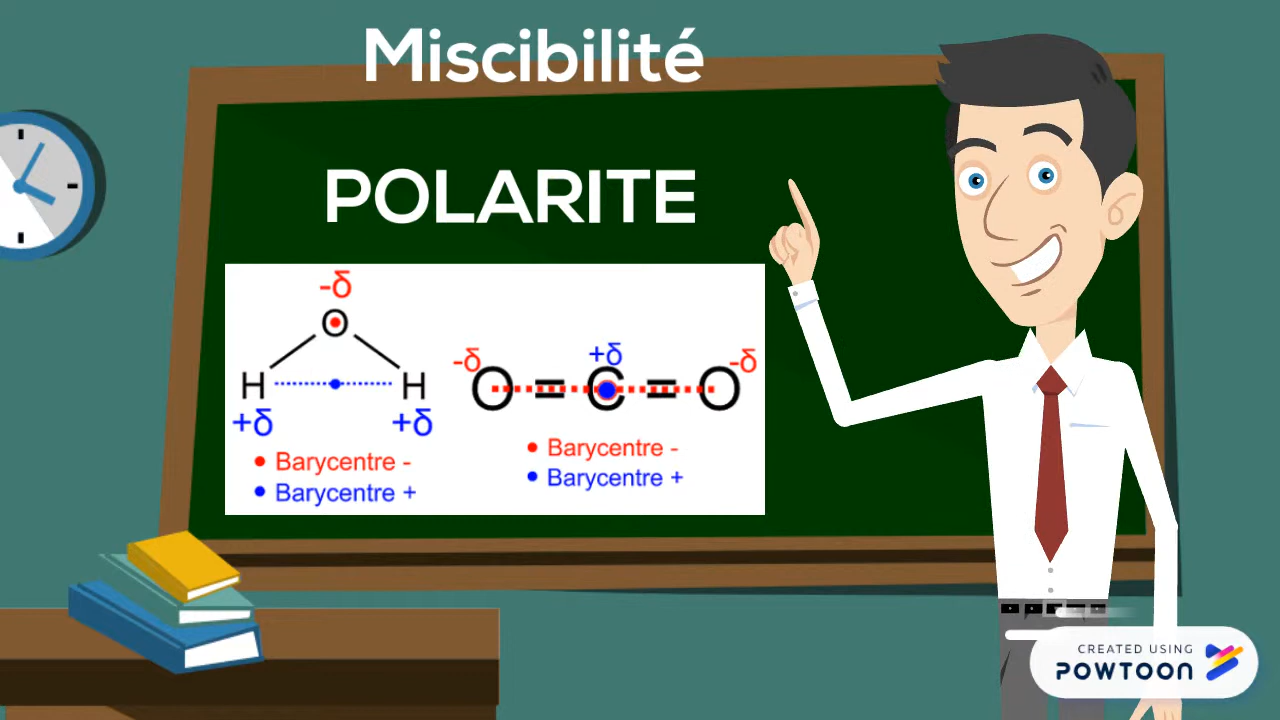 Miscibilité
POLARITE
-δ
O
H H
+δ +δ
• Barycentre -
• Barycentre +
-δ +δ -δ
O = C = O
• Barycentre -
• Barycentre +
CREATED USING
POWTOON